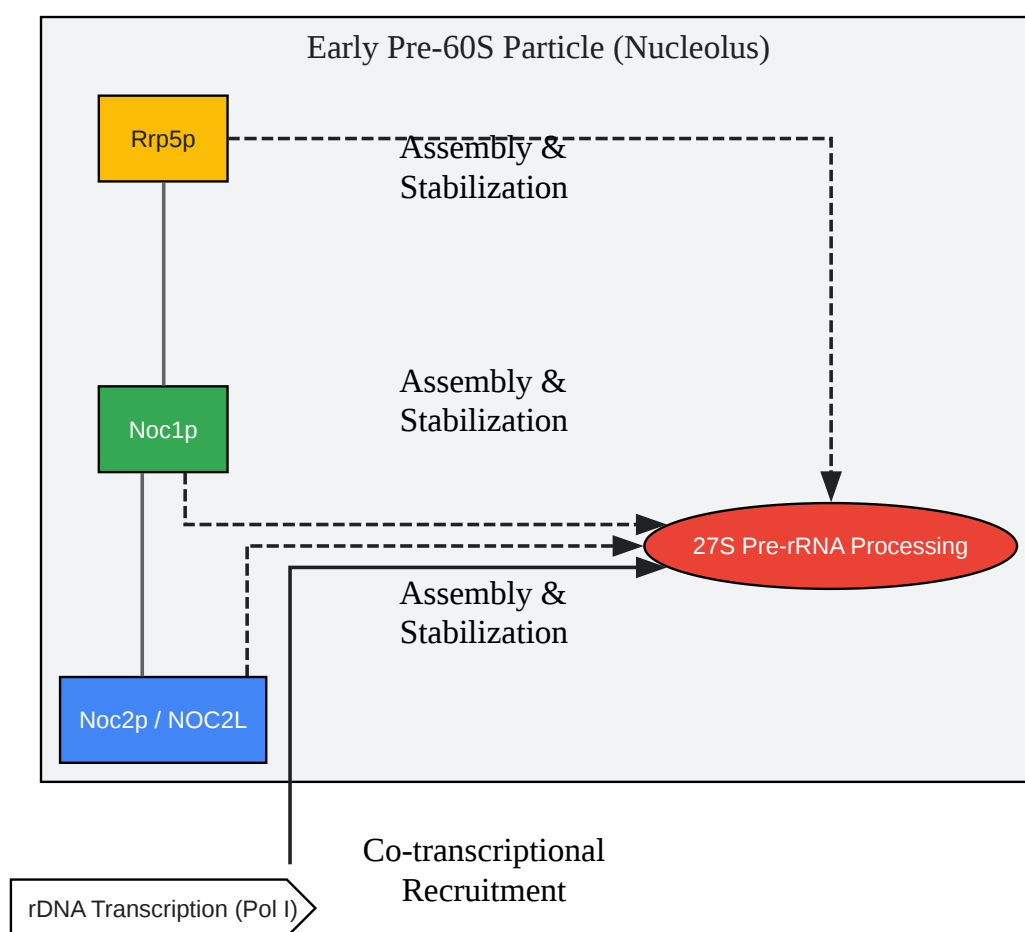 Early Pre-60S Particle (Nucleolus)
Rrp5p
Assembly &
Stabilization
Noc1p
Assembly &
Stabilization
27S Pre-rRNA Processing
Assembly &
Stabilization
Noc2p / NOC2L
Co-transcriptional
Recruitment
rDNA Transcription (Pol I)